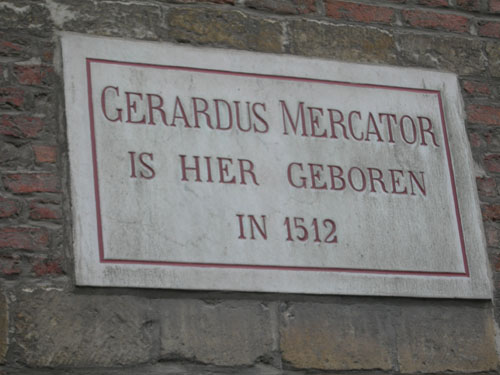 GERARDUS MERCATOR
IS HIER GEBOREN
IN 1512